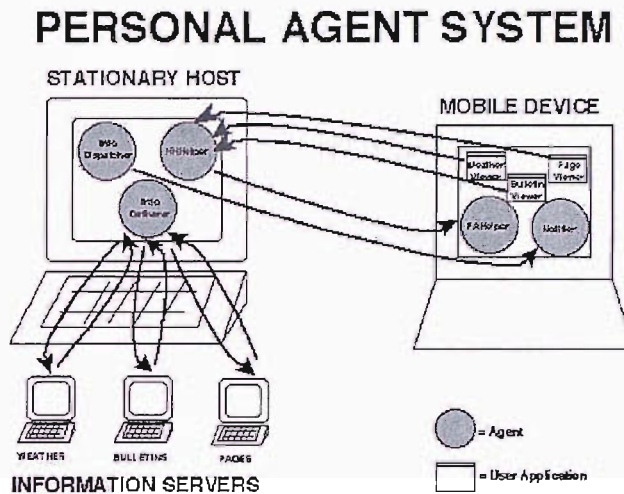 PERSONAL AGENT SYSTEM
STATIONARY HOST
MOBILE DEVICE
Info
Dispatcher
Weather
Viewer
Page
Viewer
Bulletin
Viewer
Info
Gatherer
PAHelper
Notifier
WEATHER
BULLETINS
PAGES
INFORMATION SERVERS
= Agent
= User Application